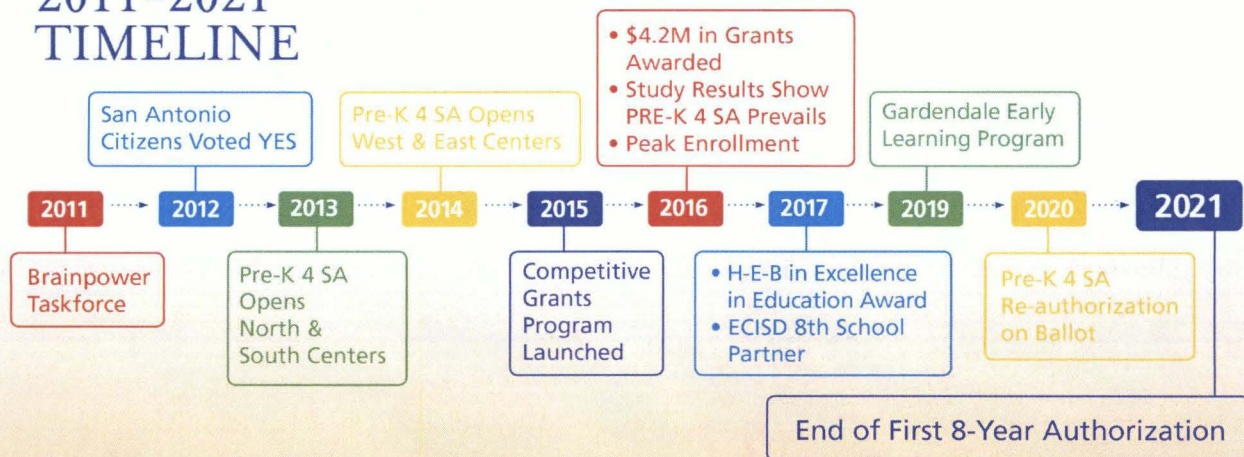 2011–2021
TIMELINE
• $4.2M in Grants
Awarded
• Study Results Show
PRE-K 4 SA Prevails
• Peak Enrollment
San Antonio
Citizens Voted YES
Pre-K 4 SA Opens
West & East Centers
Gardendale Early
Learning Program
2011
2012
2013
2014
2015
2016
2017
2019
2020
2021
Brainpower
Taskforce
Pre-K 4 SA
Opens
North &
South Centers
Competitive
Grants
Program
Launched
• H-E-B in Excellence
in Education Award
• ECISD 8th School
Partner
Pre-K 4 SA
Re-authorization
on Ballot
End of First 8-Year Authorization